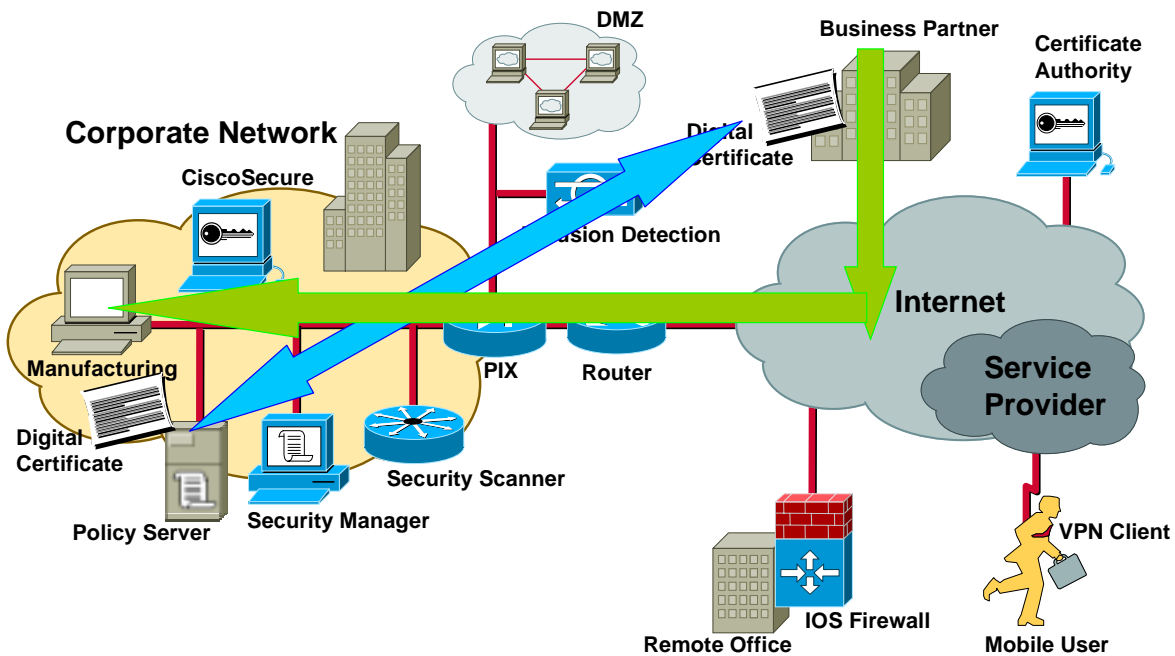 DMZ
Business Partner
Certificate
Authority
Corporate Network
Digital
Certificate
CiscoSecure
Detection
Internet
Manufacturing
PIX
Router
Service
Provider
Digital
Certificate
Security Scanner
Policy Server
Security Manager
VPN Client
IOS Firewall
Remote Office
Mobile User